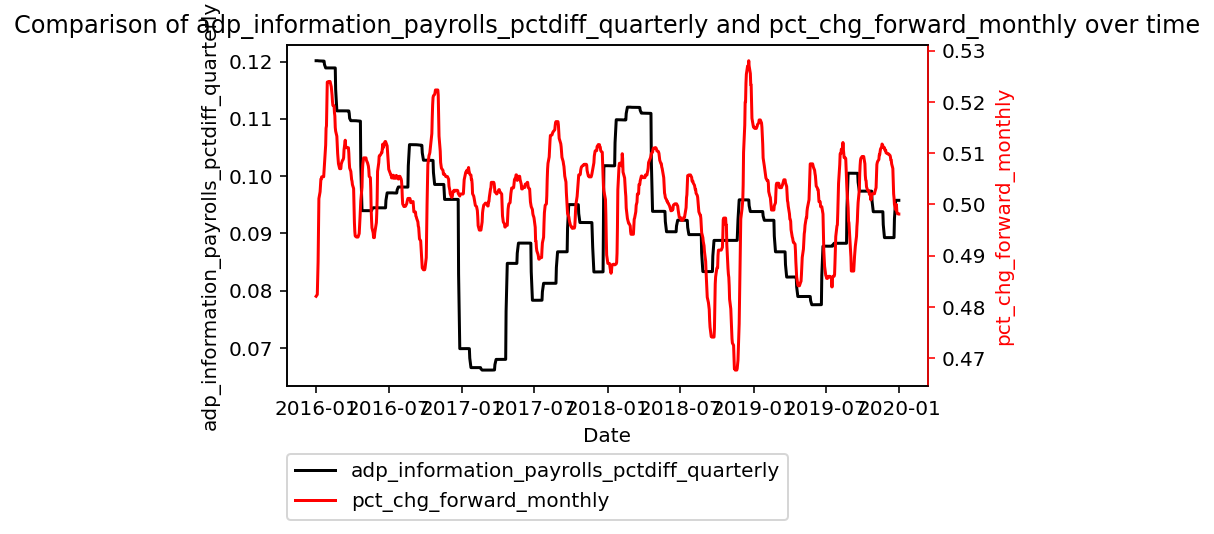 Comparison of adp_information_payrolls_pctdiff_quarterly and pct_chg_forward_monthly over time
adp_information_payrolls_pctdiff_quarterly
0.12
0.11
0.10
0.09
0.08
0.07
0.53
0.52
0.51
0.50
0.49
0.48
0.47
pct_chg_forward_monthly
2016-01 2016-07 2017-01 2017-07 2018-01 2018-07 2019-01 2019-07 2020-01
Date
adp_information_payrolls_pctdiff_quarterly
pct_chg_forward_monthly